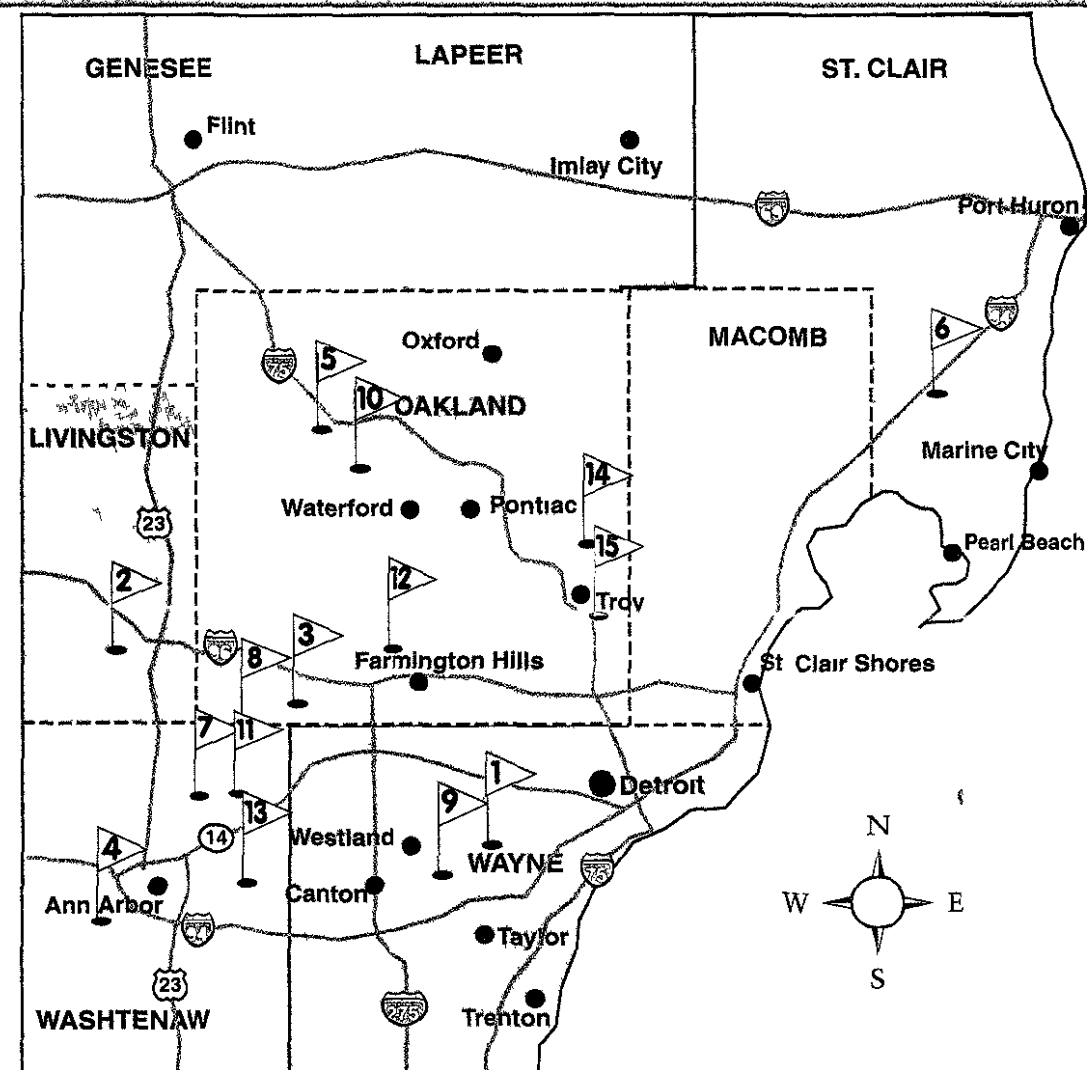 LAPEER
GENESEE
ST. CLAIR
Flint
Imlay City
Port Huron
6
MACOMB
Oxford
5
75
10
OAKLAND
LIVINGSTON
Marine City
14
Waterford
Pontiac
23
15
Pearl Beach
2
12
Trov
3
8
Farmington Hills
St Clair Shores
7
11
1
Detroit
9
13
14
Westland
4
WAYNE
75
N
W
E
S
Canton
Ann Arbor
Taylor
23
275
WASHTENAW
Trenton